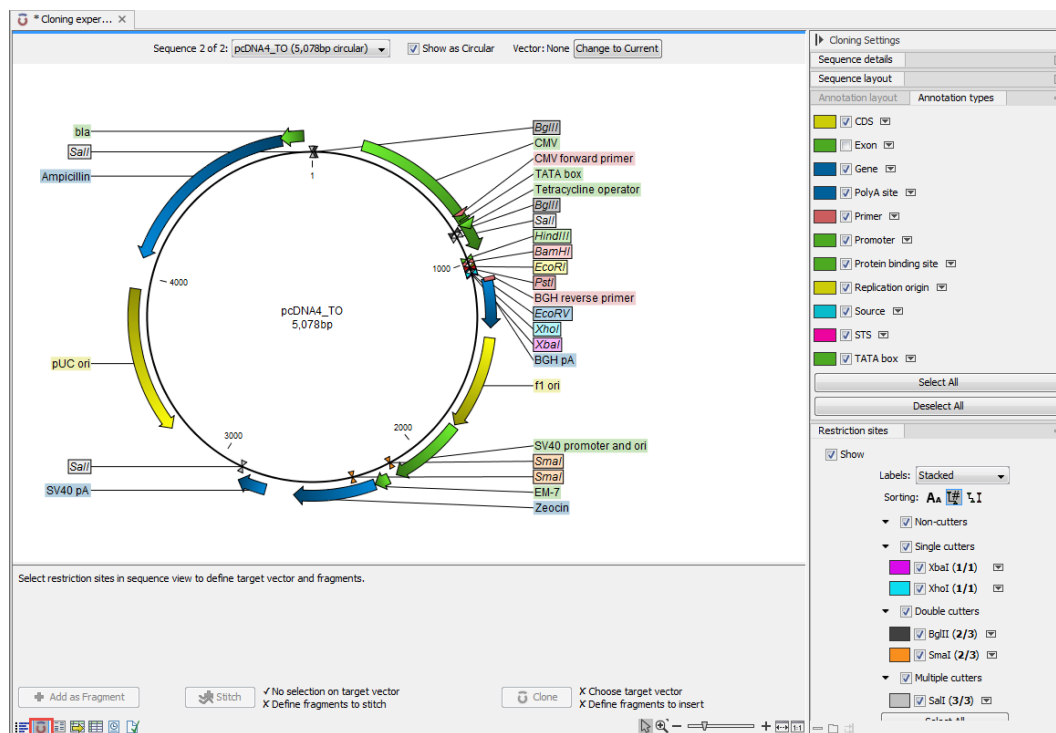 * Cloning exper...
Sequence 2 of 2: pcDNA4_TO (5,078bp circular) Show as Circular Vector: None Change to Current
bla
SalI
Ampicillin
pUC ori
SalI
SV40 pA
1
1000
2000
3000
4000
pcDNA4_TO
5,078bp
BglII
CMV
CMV forward primer
TATA box
Tetracycline operator
BglII
SalI
HindIII
BamHI
EcoRI
PstI
BGH reverse primer
EcoRV
XhoI
XbaI
BGH pA
f1 ori
SV40 promoter and ori
SmaI
SmaI
EM-7
Zeocin
Select restriction sites in sequence view to define target vector and fragments.
Add as Fragment
Stitch
✓ No selection on target vector
✗ Define fragments to stitch
Clone
✗ Choose target vector
✗ Define fragments to insert
1:1
Cloning Settings
Sequence details
Sequence layout
Annotation layout Annotation types
CDS
Exon
Gene
PolyA site
Primer
Promoter
Protein binding site
Replication origin
Source
STS
TATA box
Select All
Deselect All
Restriction sites
Show
Labels: Stacked
Sorting: AA
Non-cutters
Single cutters
XbaI (1/1)
XhoI (1/1)
Double cutters
BglII (2/3)
SmaI (2/3)
Multiple cutters
SalI (3/3)